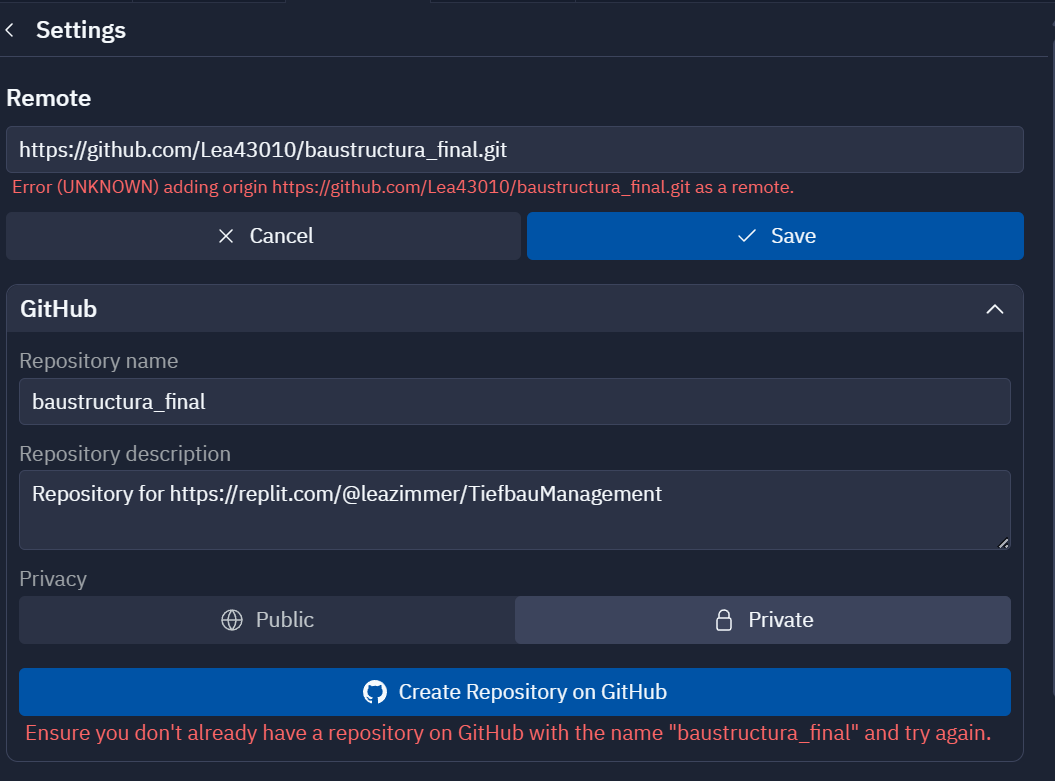 Settings
Remote
https://github.com/Lea43010/baustructura_final.git
Error (UNKNOWN) adding origin https://github.com/Lea43010/baustructura_final.git as a remote.
Cancel
Save
GitHub
Repository name
baustructura_final
Repository description
Repository for https://replit.com/@leazimmer/TiefbauManagement
Privacy
Public
Private
Create Repository on GitHub
Ensure you don't already have a repository on GitHub with the name "baustructura_final" and try again.